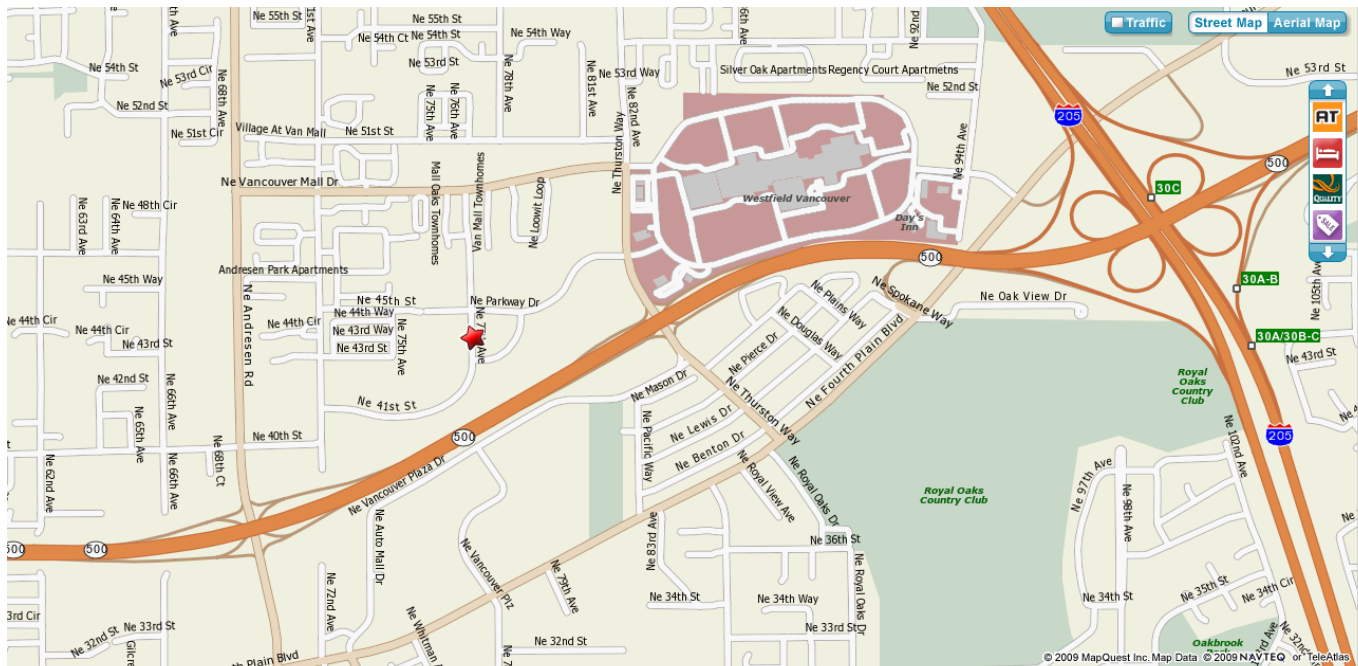 Ne 55th St
Ne 55th St
Ne 54th Ct
Ne 54th St
Ne 54th Way
Ne 53rd St
Ne 54th St
Ne 53rd Cir
Ne 52nd St
Ne 51st Cir
Ne 68th Ave
Ne 75th Ave
Ne 76th Ave
Ne 78th Ave
Ne 81st Ave
Ne 53rd Way
Ne 82nd Ave
Ne Thurston Way
Silver Oak Apartments
Regency Court Apartmetns
Ne 52nd St
Ne 94th Ave
Traffic
Street Map
Aerial Map
205
Ne 53rd St
AT
QUALITY
SALE
500
30C
Village At Van Mall
Ne 51st St
Ne Vancouver Mall Dr
Mall Oaks Townhomes
Van Mall Townhomes
Ne Loowit Loop
Westfield Vancouver
Day's
Inn
500
Ne 63rd Ave
Ne 64th Ave
Ne 48th Cir
Ne 45th Way
Andresen Park Apartments
Ne Andresen Rd
Ne 45th St
Ne 44th Way
Ne 44th Cir
Ne 43rd Way
Ne 43rd St
Ne 75th Ave
Ne Parkway Dr
Ne 44th Cir
Ne 44th Cir
Ne 43rd St
Ne 42nd St
Ne 65th Ave
Ne 66th Ave
Ne 41st St
Ne 40th St
Ne 68th Ct
Ne 62nd Ave
Ne 66th Ave
Ne Plains Way
Ne Spokane Way
Ne Oak View Dr
Ne Douglas Way
Ne Pierce Dr
Ne Fourth Plain Blvd
Ne Mason Dr
Ne Thurston Way
Ne Lewis Dr
Ne Pacific Way
Ne Benton Dr
30A-B
30A/30B-C
Ne 105th Ave
Ne 43rd St
Royal
Oaks
Country
Club
205
Ne 102nd Ave
500
Ne Vancouver Plaza Dr
Ne Royal View Ave
Ne Royal Oaks Dr
Royal Oaks
Country Club
Ne 97th Ave
Ne 98th Ave
500
500
Ne Auto Mall Dr
Ne Vancouver Plz
Ne 83rd Ave
Ne 36th St
Ne Royal Oaks Dr
Ne 79th Ave
Ne 72nd Ave
Ne 34th St
Ne 34th Way
Ne 33rd St
Ne 34th St
Ne 35th St
Ne 34th Cir
Ne 33rd St
Ne 32nd St
Ne 32nd St
Ne Whitman
Plain Blvd
Oakbrook
© 2009 MapQuest Inc. Map Data © 2009 NAVTEQ or TeleAtlas